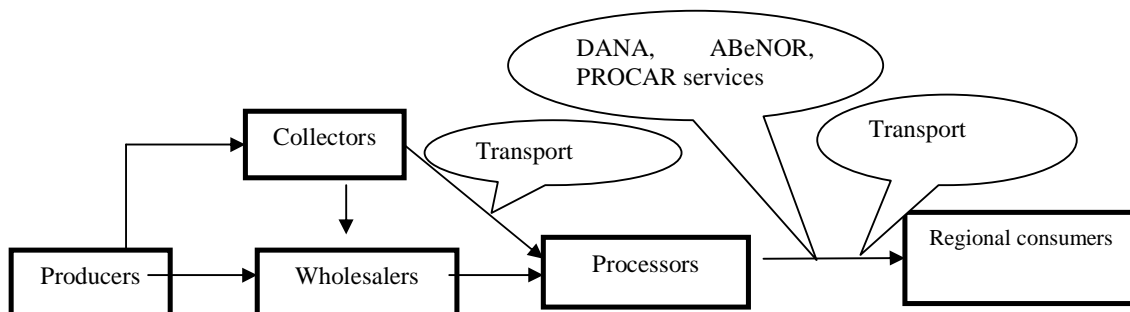 DANA, ABeNOR,
PROCAR services
Collectors
Transport
Transport
Producers
Wholesalers
Processors
Regional consumers